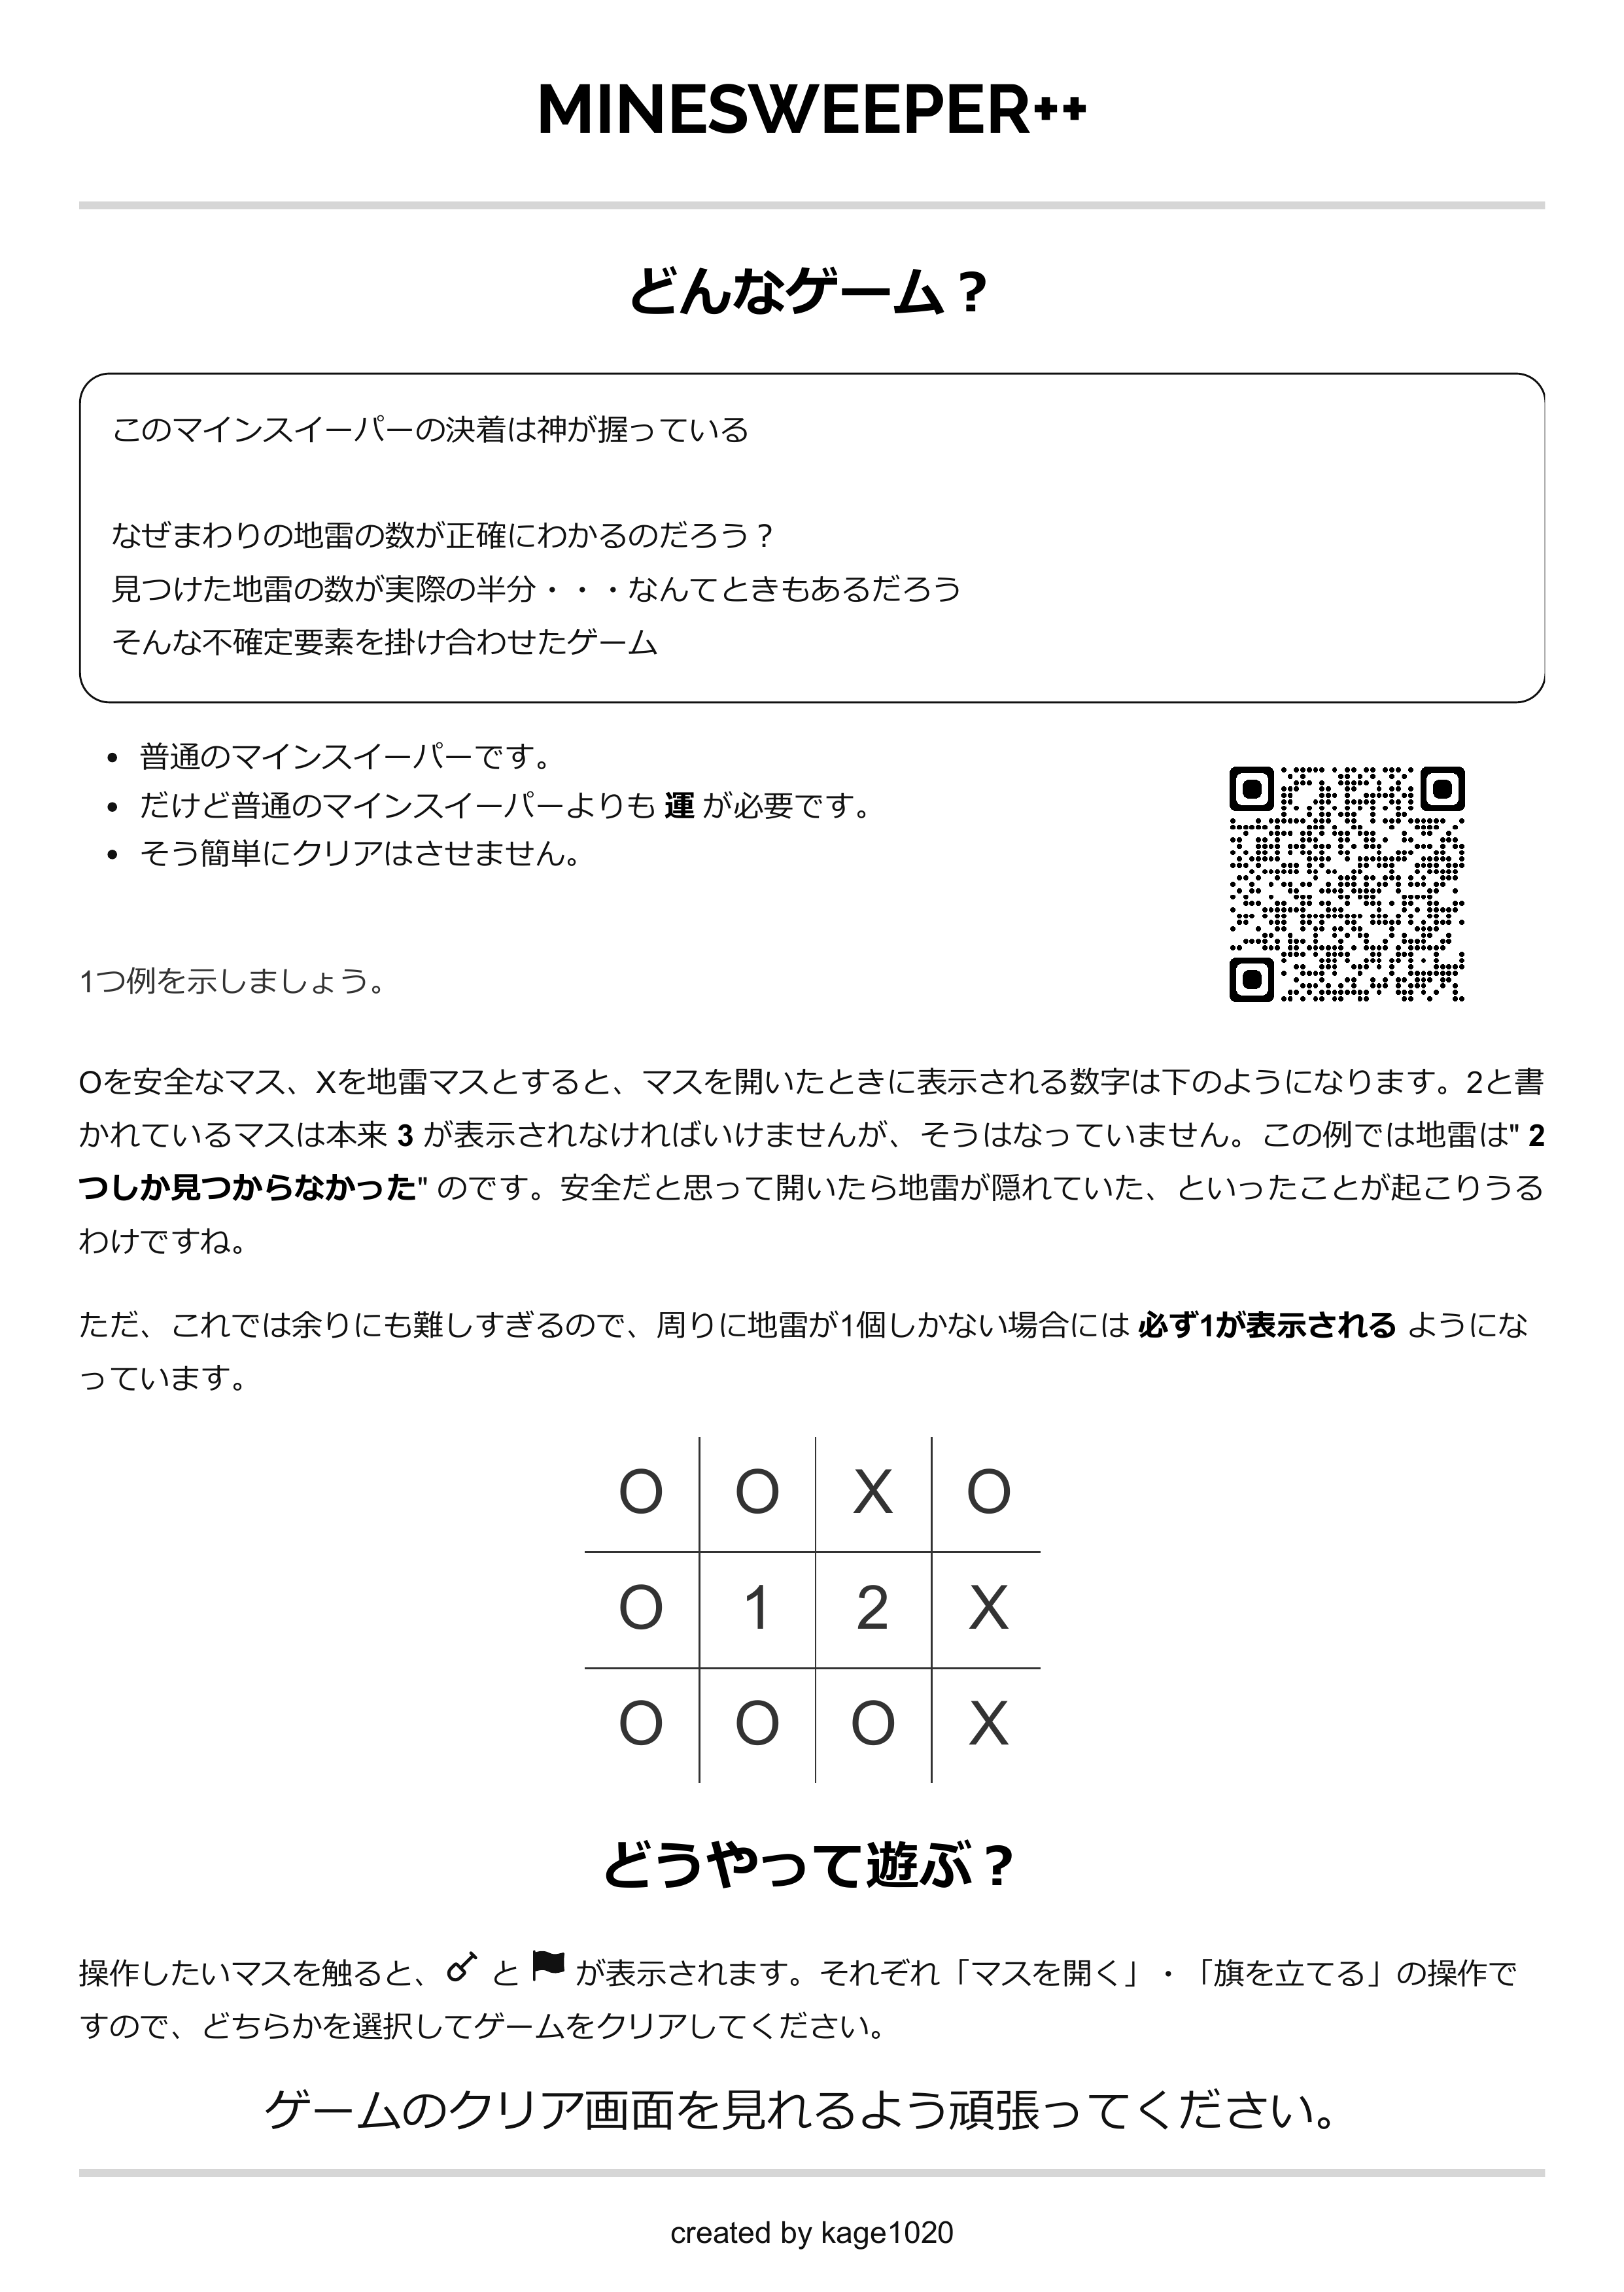 MINESWEEPER++
どんなゲーム？
このマインスイーパーの決着は神が握っている
なぜまわりの地雷の数が正確にわかるのだろう？
見つけた地雷の数が実際の半分・・・なんてときもあるだろう
そんな不確定要素を掛け合わせたゲーム
• 普通のマインスイーパーです。
• だけど普通のマインスイーパーよりも 運 が必要です。
• そう簡単にクリアはさせません。
1つ例を示しましょう。
Oを安全なマス、Xを地雷マスとすると、マスを開いたときに表示される数字は下のようになります。2と書
かれているマスは本来 3 が表示されなければいけませんが、そうはなっていません。この例では地雷は" 2
つしか見つからなかった" のです。安全だと思って開いたら地雷が隠れていた、といったことが起こりうる
わけですね。
ただ、これでは余りにも難しすぎるので、周りに地雷が1個しかない場合には 必ず1が表示される ようにな
っています。
O O X O
O 1 2 X
O O O X
どうやって遊ぶ？
操作したいマスを触ると、 と が表示されます。それぞれ「マスを開く」・「旗を立てる」の操作で
すので、どちらかを選択してゲームをクリアしてください。
ゲームのクリア画面を見れるよう頑張ってください。
created by kage1020